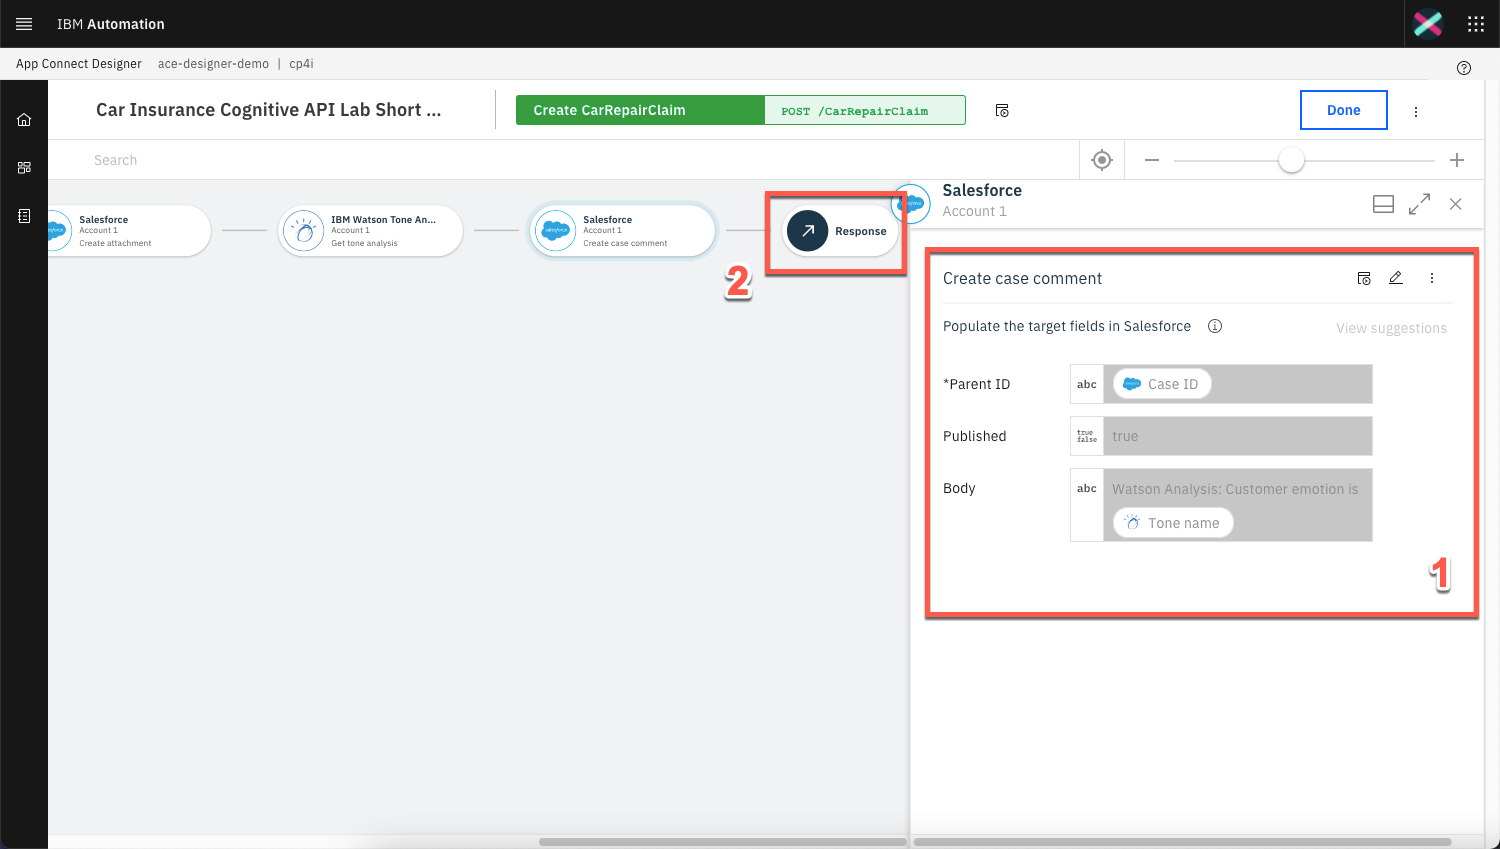 IBM Automation
App Connect Designer ace-designer-demo | cp4i
Car Insurance Cognitive API Lab Short ...
Create CarRepairClaim
POST /CarRepairClaim
Done
Search
Salesforce
Account 1
Create attachment
IBM Watson Tone An...
Account 1
Get tone analysis
Salesforce
Account 1
Create case comment
Response
2
Salesforce
Account 1
Create case comment
Populate the target fields in Salesforce
View suggestions
*Parent ID
abc
Case ID
Published
true
false
true
Body
abc
Watson Analysis: Customer emotion is
Tone name
1